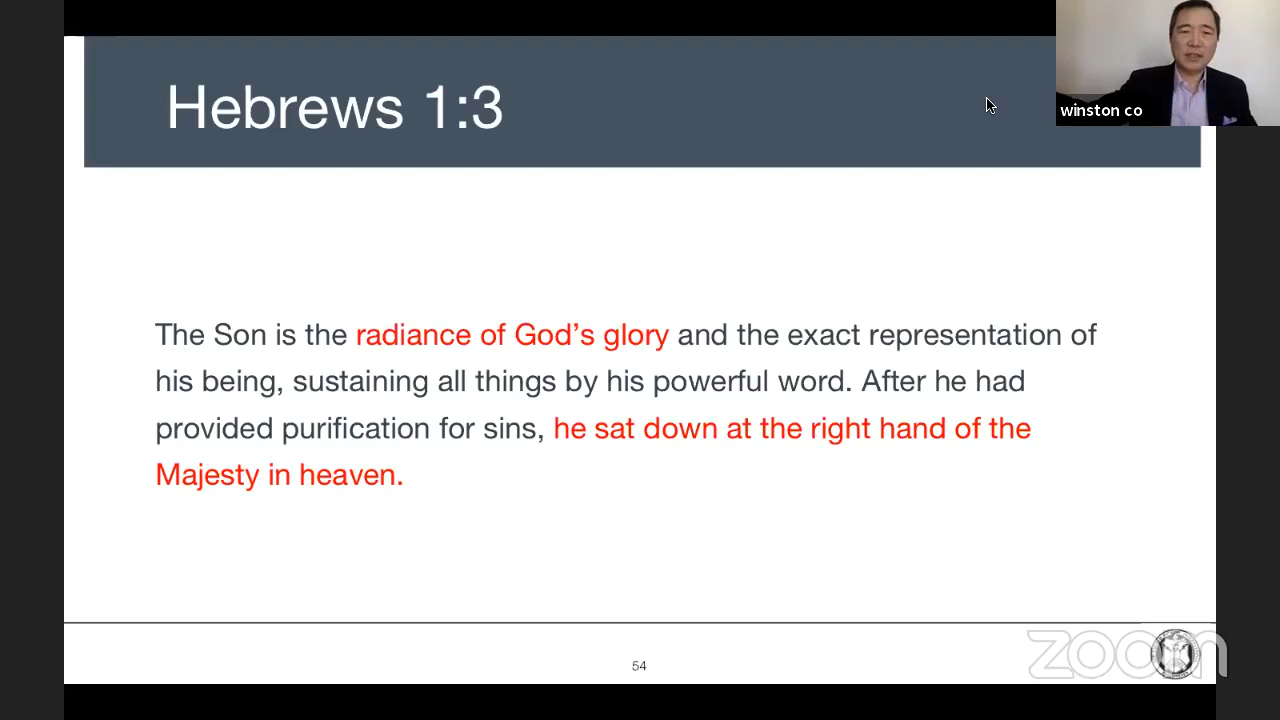 Hebrews 1:3
winston co
The Son is the radiance of God’s glory and the exact representation of
his being, sustaining all things by his powerful word. After he had
provided purification for sins, he sat down at the right hand of the
Majesty in heaven.
54
zoom